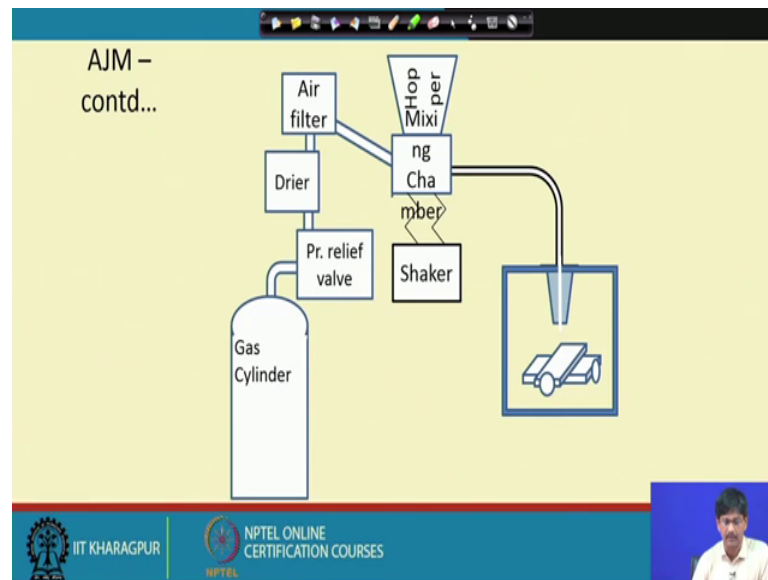 AJM –
contd...
Air
filter
Hop
per
Mixi
ng
Cha
mber
Drier
Pr. relief
valve
Shaker
Gas
Cylinder
IIT KHARAGPUR
NPTEL
NPTEL ONLINE
CERTIFICATION COURSES